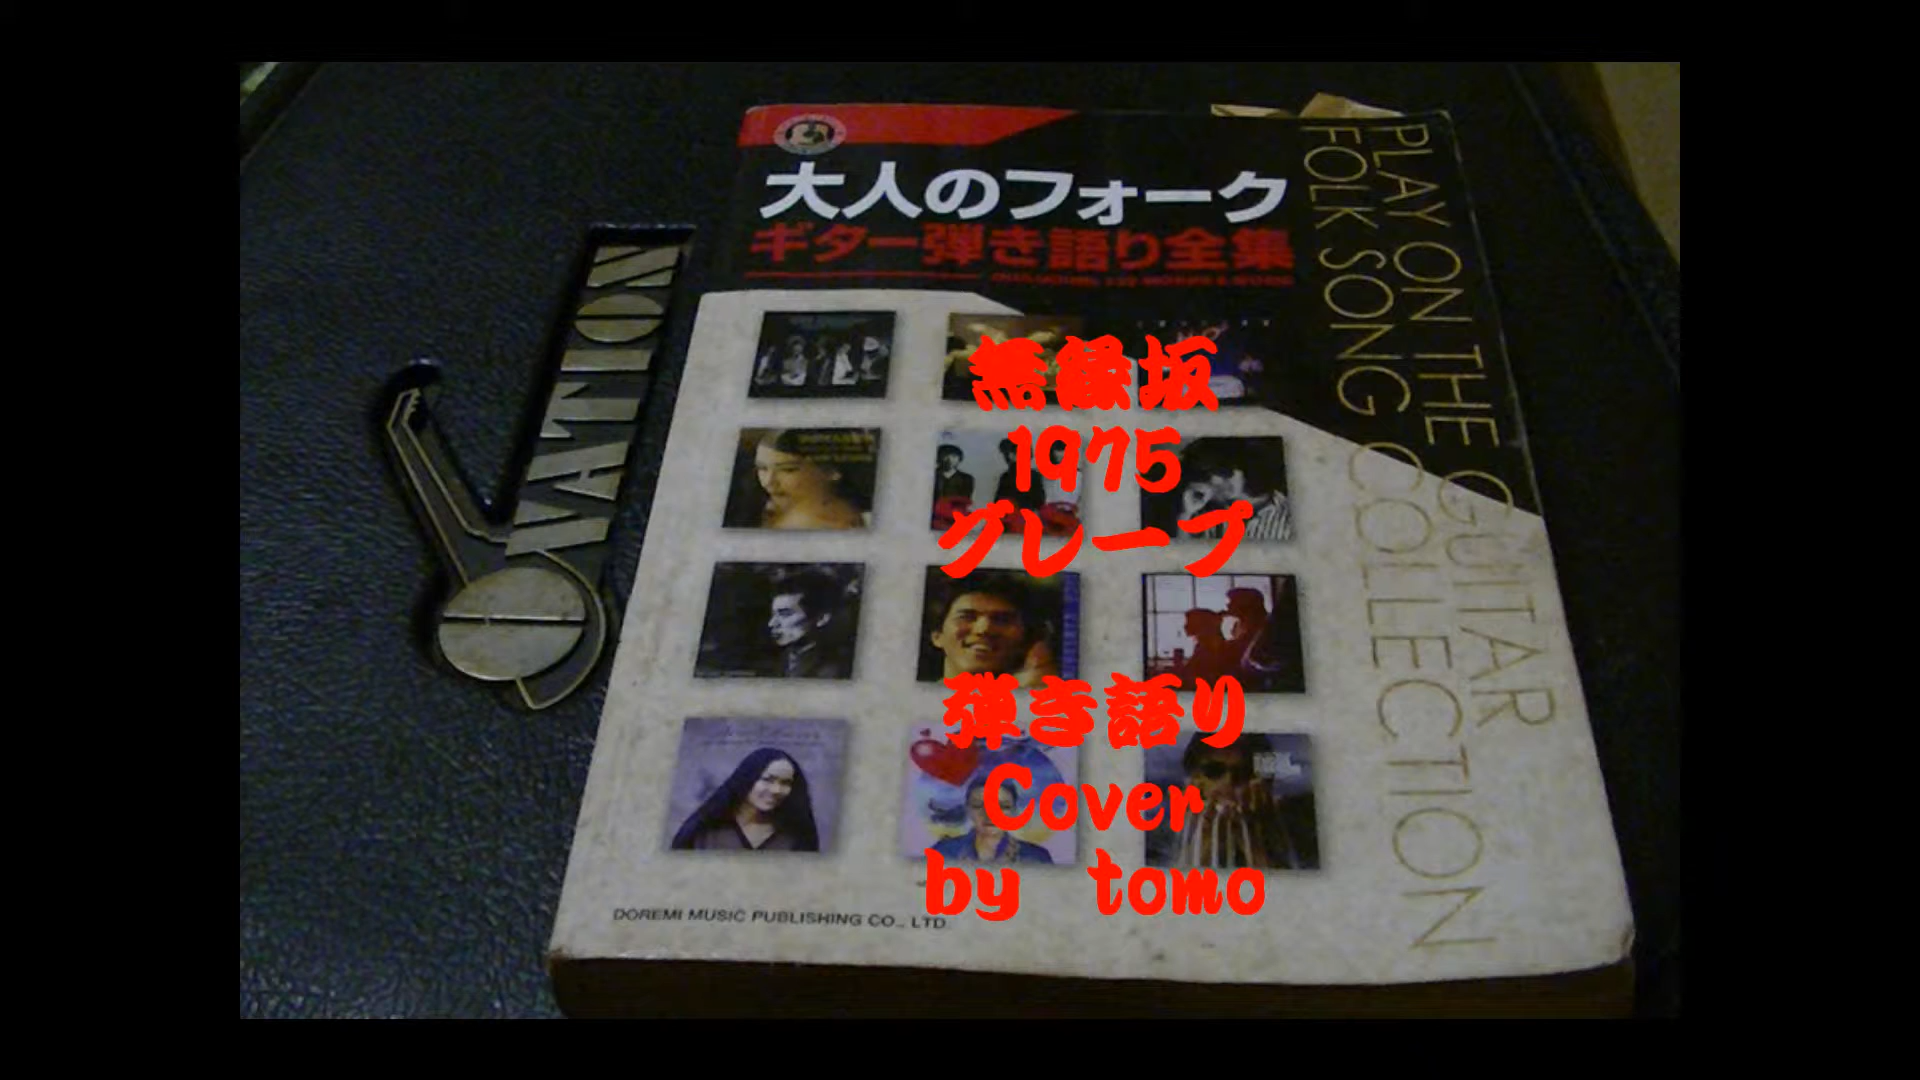 大人のフォーク
ギター弾き語り全集
PLAY ON THE GUITAR
FOLK SONG COLLECTION
OVATION
無縁坂
1975
グレープ
弾き語り
Cover
by tomo
DOREMI MUSIC PUBLISHING CO., LTD.